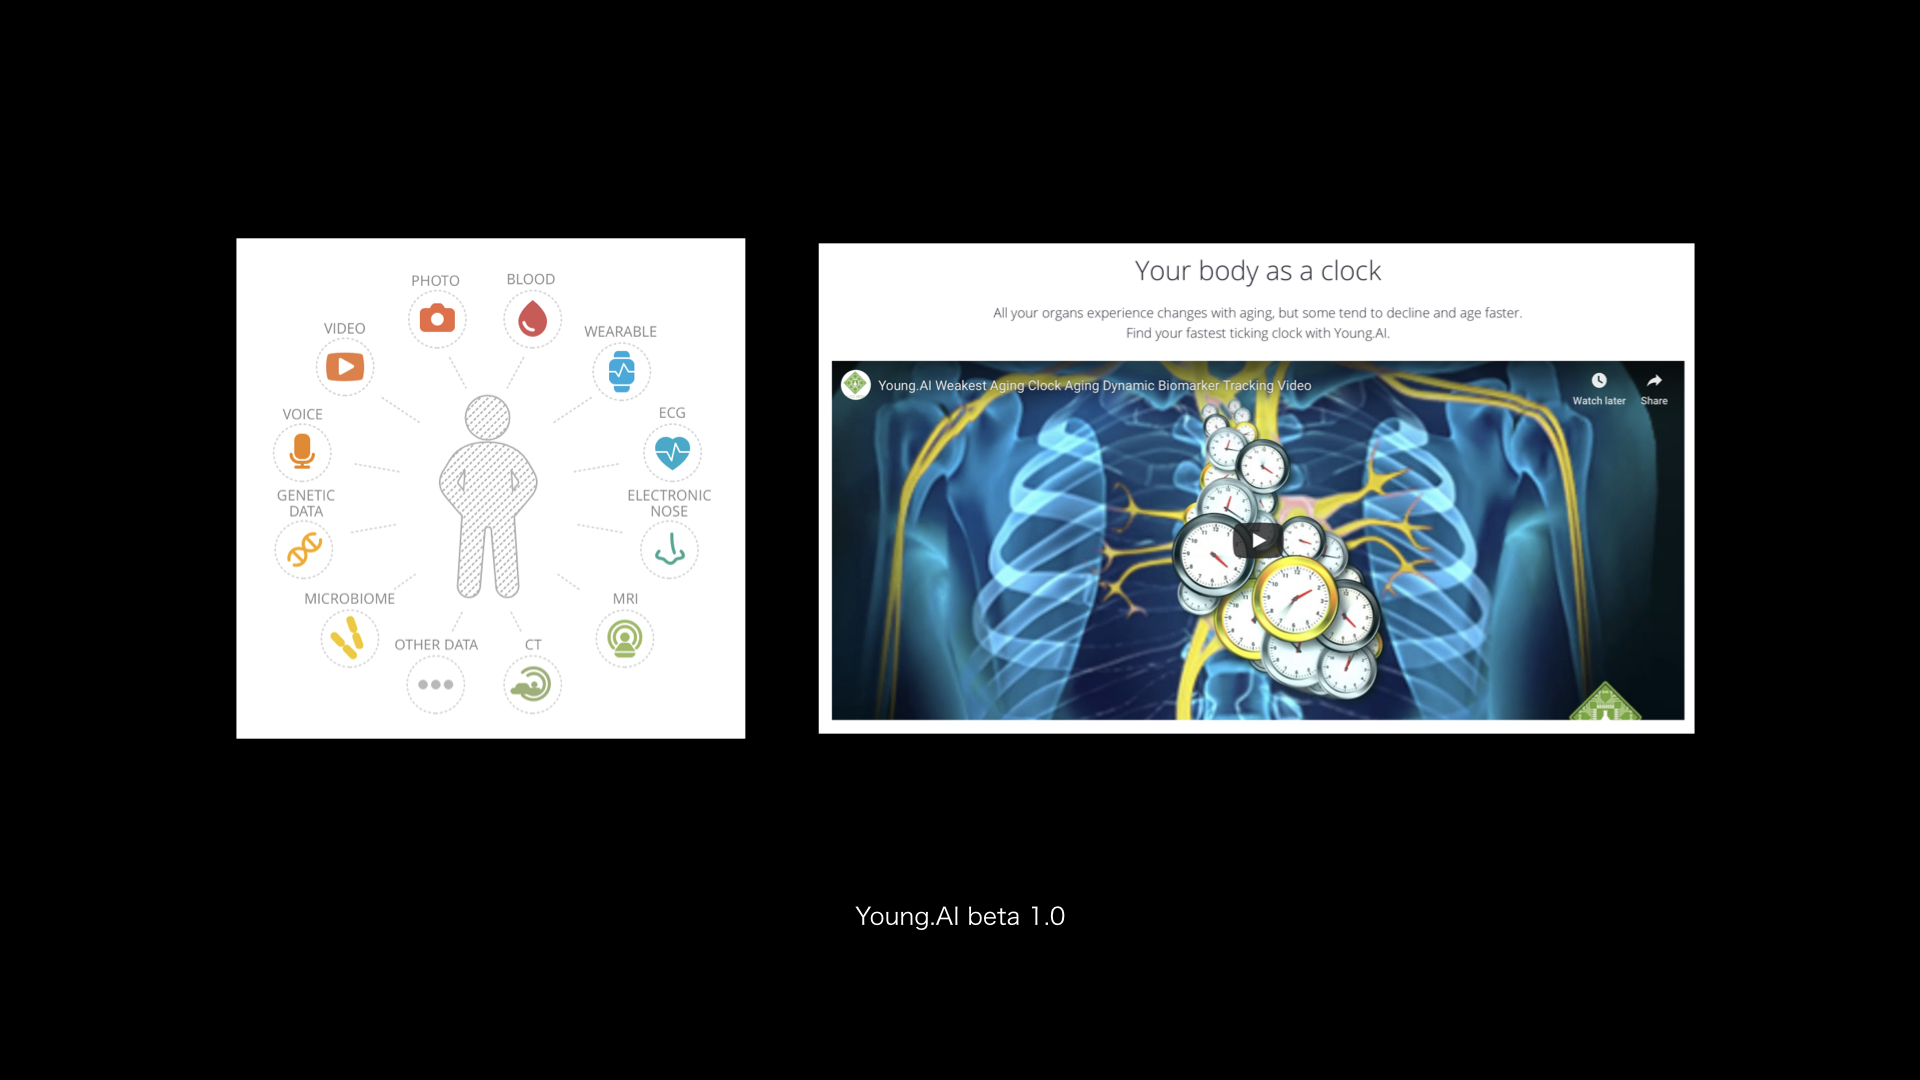 PHOTO
BLOOD
VIDEO
WEARABLE
VOICE
ECG
GENETIC
DATA
ELECTRONIC
NOSE
MICROBIOME
MRI
OTHER DATA
CT
Your body as a clock
All your organs experience changes with aging, but some tend to decline and age faster.
Find your fastest ticking clock with Young.AI.
Young.AI Weakest Aging Clock Aging Dynamic Biomarker Tracking Video
Watch later
Share
Young.AI beta 1.0